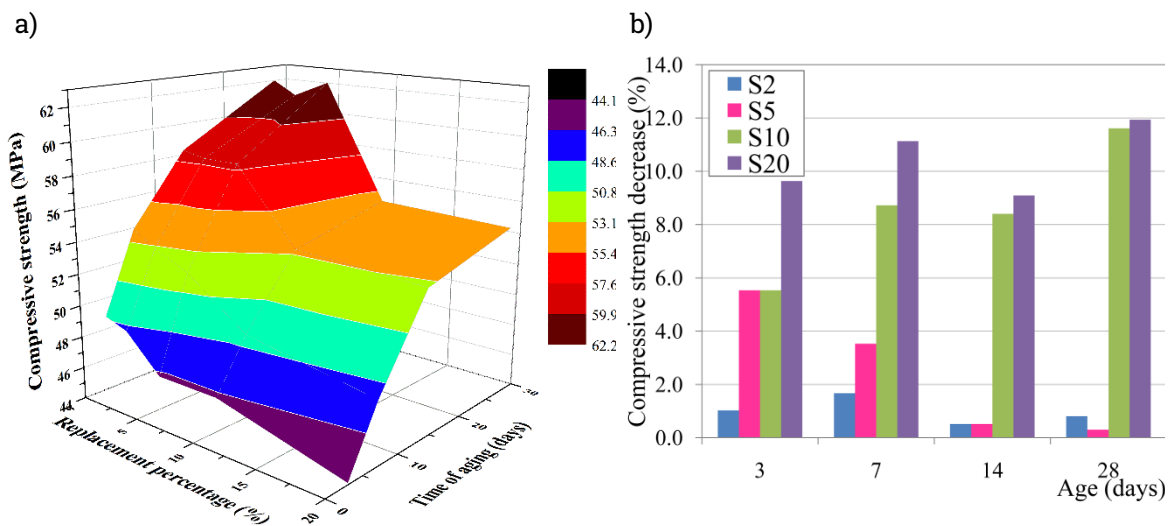 a)
Compressive strength (MPa)
62
60
58
56
54
52
50
48
46
44
5
10
15
20
Replacement percentage (%)
0
10
20
30
Time of aging (days)
44.1
46.3
48.6
50.8
53.1
55.4
57.6
59.9
62.2
b)
Compressive strength decrease (%)
14.0
12.0
10.0
8.0
6.0
4.0
2.0
0.0
S2
S5
S10
S20
3 7 14 28
Age (days)